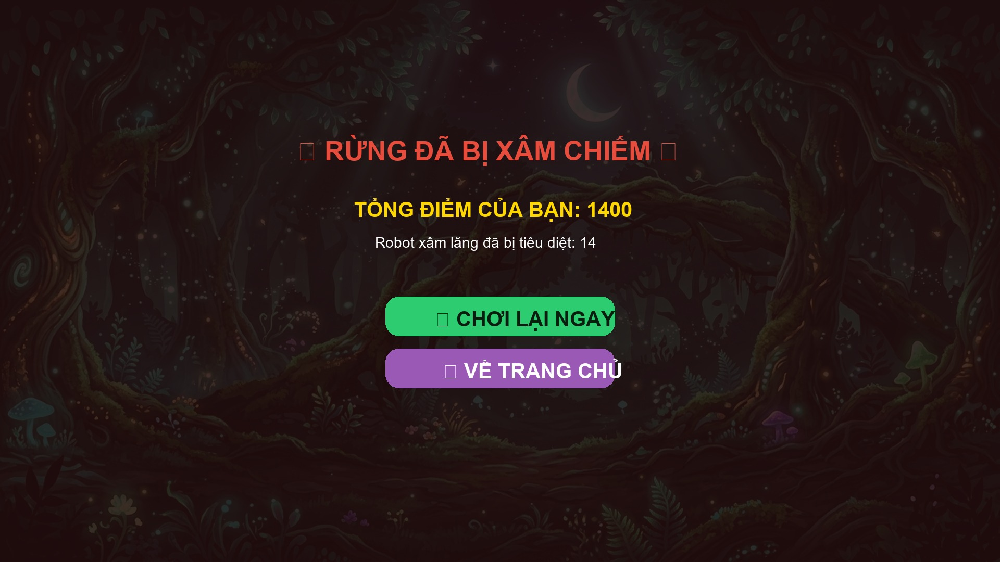 RỪNG ĐÃ BỊ XÂM CHIẾM
TỔNG ĐIỂM CỦA BẠN: 1400
Robot xâm lăng đã bị tiêu diệt: 14
CHƠI LẠI NGAY
VỀ TRANG CHỦ